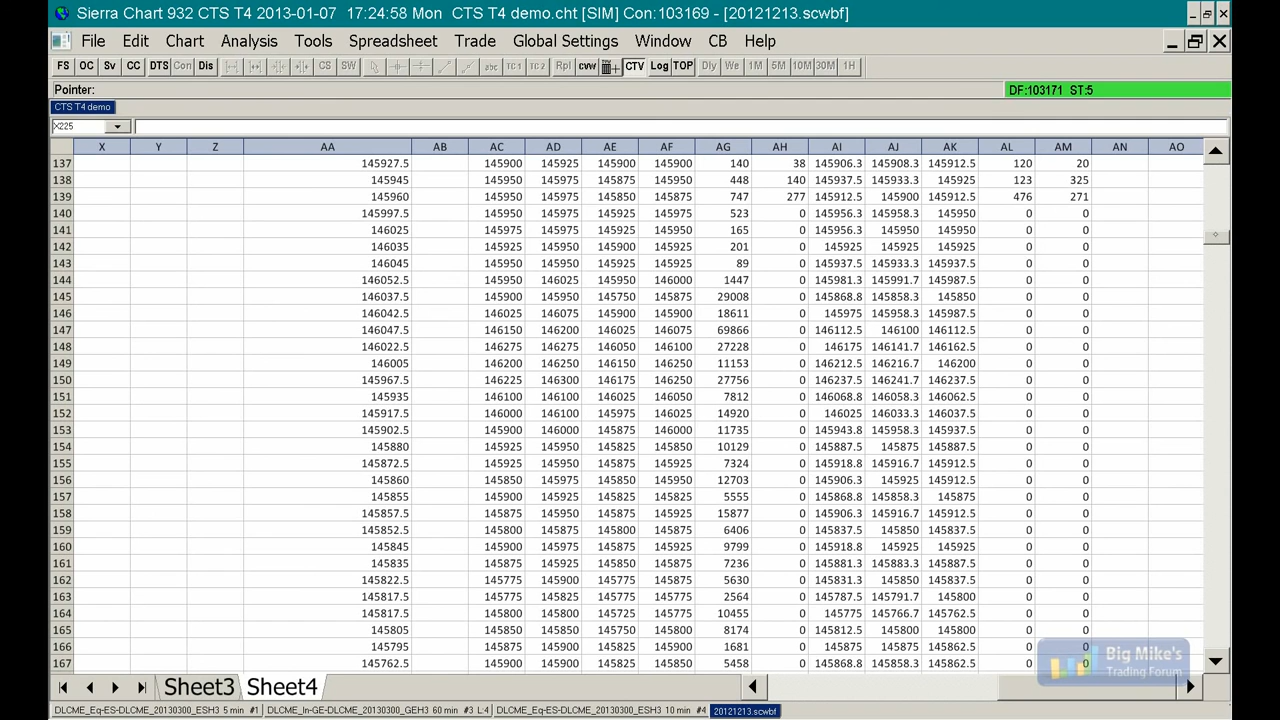 Sierra Chart 932 CTS T4 2013-01-07 17:24:58 Mon CTS T4 demo.cht [SIM] Con:103169 - [20121213.scwbf]
File Edit Chart Analysis Tools Spreadsheet Trade Global Settings Window CB Help
FS OC Sv CC DTS Con Dis CS SW abc TC1 TC2 Rpl CVW CTV Log TOP Dly We 1M 5M 10M 30M 1H
Pointer: DF:103171 ST:5
CTS T4 demo
X225
X Y Z AA AB AC AD AE AF AG AH AI AJ AK AL AM AN AO
137 145927.5 145900 145925 145900 145900 140 38 145906.3 145908.3 145912.5 120 20
138 145945 145950 145975 145875 145950 448 140 145937.5 145933.3 145925 123 325
139 145960 145950 145975 145850 145875 747 277 145912.5 145900 145912.5 476 271
140 145997.5 145950 145975 145925 145975 523 0 145956.3 145958.3 145950 0 0
141 146025 145975 145975 145925 145925 165 0 145956.3 145950 145950 0 0
142 146035 145925 145950 145900 145925 201 0 145925 145925 145925 0 0
143 146045 145950 145950 145925 145925 89 0 145937.5 145933.3 145937.5 0 0
144 146052.5 145950 146025 145950 146000 1447 0 145981.3 145991.7 145987.5 0 0
145 146037.5 145900 145950 145750 145875 29008 0 145868.8 145858.3 145850 0 0
146 146042.5 146025 146075 145900 145900 18611 0 145975 145958.3 145987.5 0 0
147 146047.5 146150 146200 146025 146075 69866 0 146112.5 146100 146112.5 0 0
148 146022.5 146275 146275 146050 146100 27228 0 146175 146141.7 146162.5 0 0
149 146005 146200 146250 146150 146250 11153 0 146212.5 146216.7 146200 0 0
150 145967.5 146225 146300 146175 146250 27756 0 146237.5 146241.7 146237.5 0 0
151 145935 146100 146100 146025 146050 7812 0 146068.8 146058.3 146062.5 0 0
152 145917.5 146000 146100 145975 146025 14920 0 146025 146033.3 146037.5 0 0
153 145902.5 145900 146000 145875 146000 11735 0 145943.8 145958.3 145937.5 0 0
154 145880 145925 145950 145825 145850 10129 0 145887.5 145875 145887.5 0 0
155 145872.5 145925 145950 145875 145925 7324 0 145918.8 145916.7 145912.5 0 0
156 145860 145850 145975 145850 145950 12703 0 145906.3 145925 145912.5 0 0
157 145855 145900 145925 145825 145825 5555 0 145868.8 145858.3 145875 0 0
158 145857.5 145875 145950 145875 145925 15877 0 145906.3 145916.7 145912.5 0 0
159 145852.5 145800 145875 145800 145875 6406 0 145837.5 145850 145837.5 0 0
160 145845 145900 145975 145875 145925 9799 0 145918.8 145925 145925 0 0
161 145835 145875 145925 145850 145875 7236 0 145881.3 145883.3 145887.5 0 0
162 145822.5 145775 145900 145775 145875 5630 0 145831.3 145850 145837.5 0 0
163 145817.5 145775 145825 145775 145775 2564 0 145787.5 145791.7 145800 0 0
164 145817.5 145800 145800 145725 145775 10455 0 145775 145766.7 145762.5 0 0
165 145805 145850 145850 145750 145800 8174 0 145812.5 145800 145800 0 0
166 145795 145875 145900 145825 145900 1681 0 145875 145875 145862.5 0 0
167 145762.5 145900 145900 145825 145850 5458 0 145868.8 145858.3 145862.5 0 0
Big Mike's
Trading Forum
Sheet3 Sheet4
DLCME_Eq-ES-DLCME_20130300_ESH3 5 min #1 DLCME_In-GE-DLCME_20130300_GEH3 60 min #3 L:4 DLCME_Eq-ES-DLCME_20130300_ESH3 10 min #4 20121213.scwbf